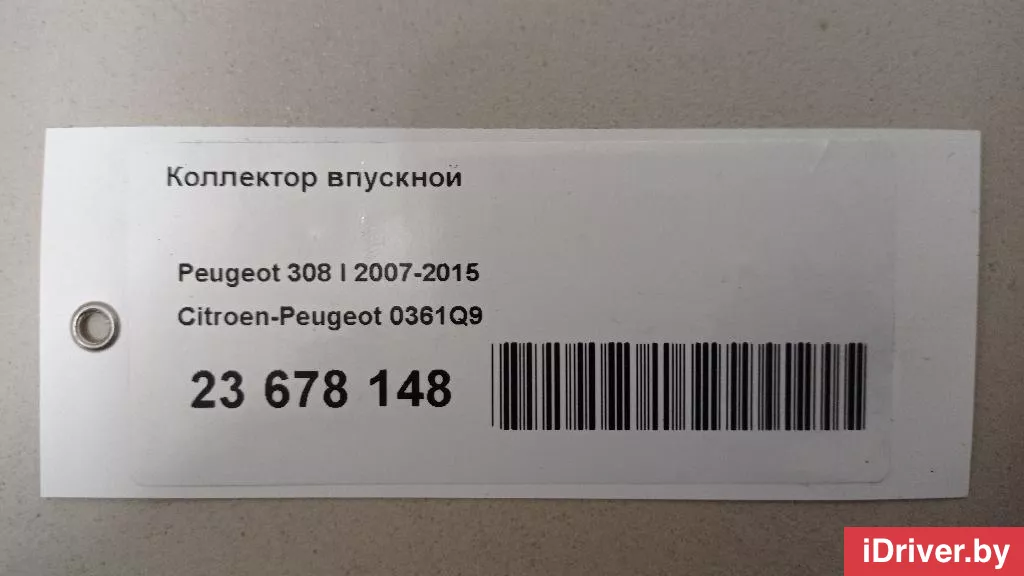 Коллектор впускной
Peugeot 308 I 2007-2015
Citroen-Peugeot 0361Q9
23 678 148
iDriver.by